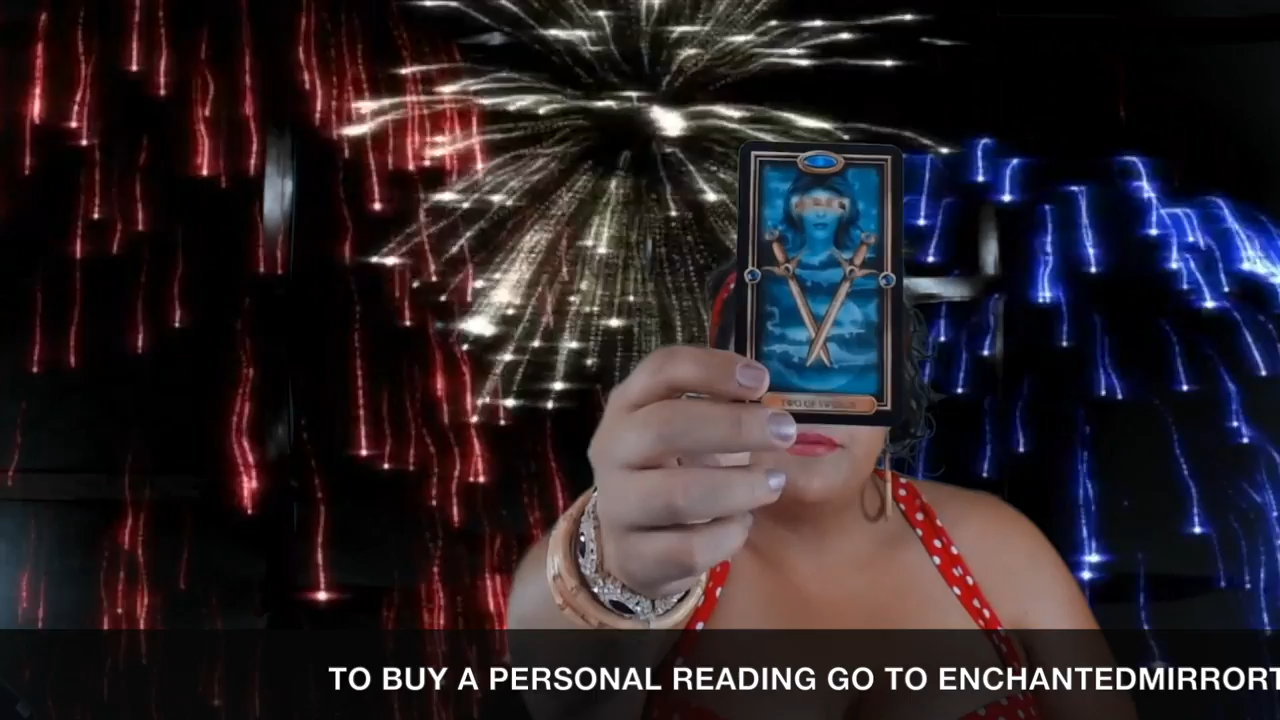 TWO OF SWORDS
TO BUY A PERSONAL READING GO TO ENCHANTEDMIRRORT